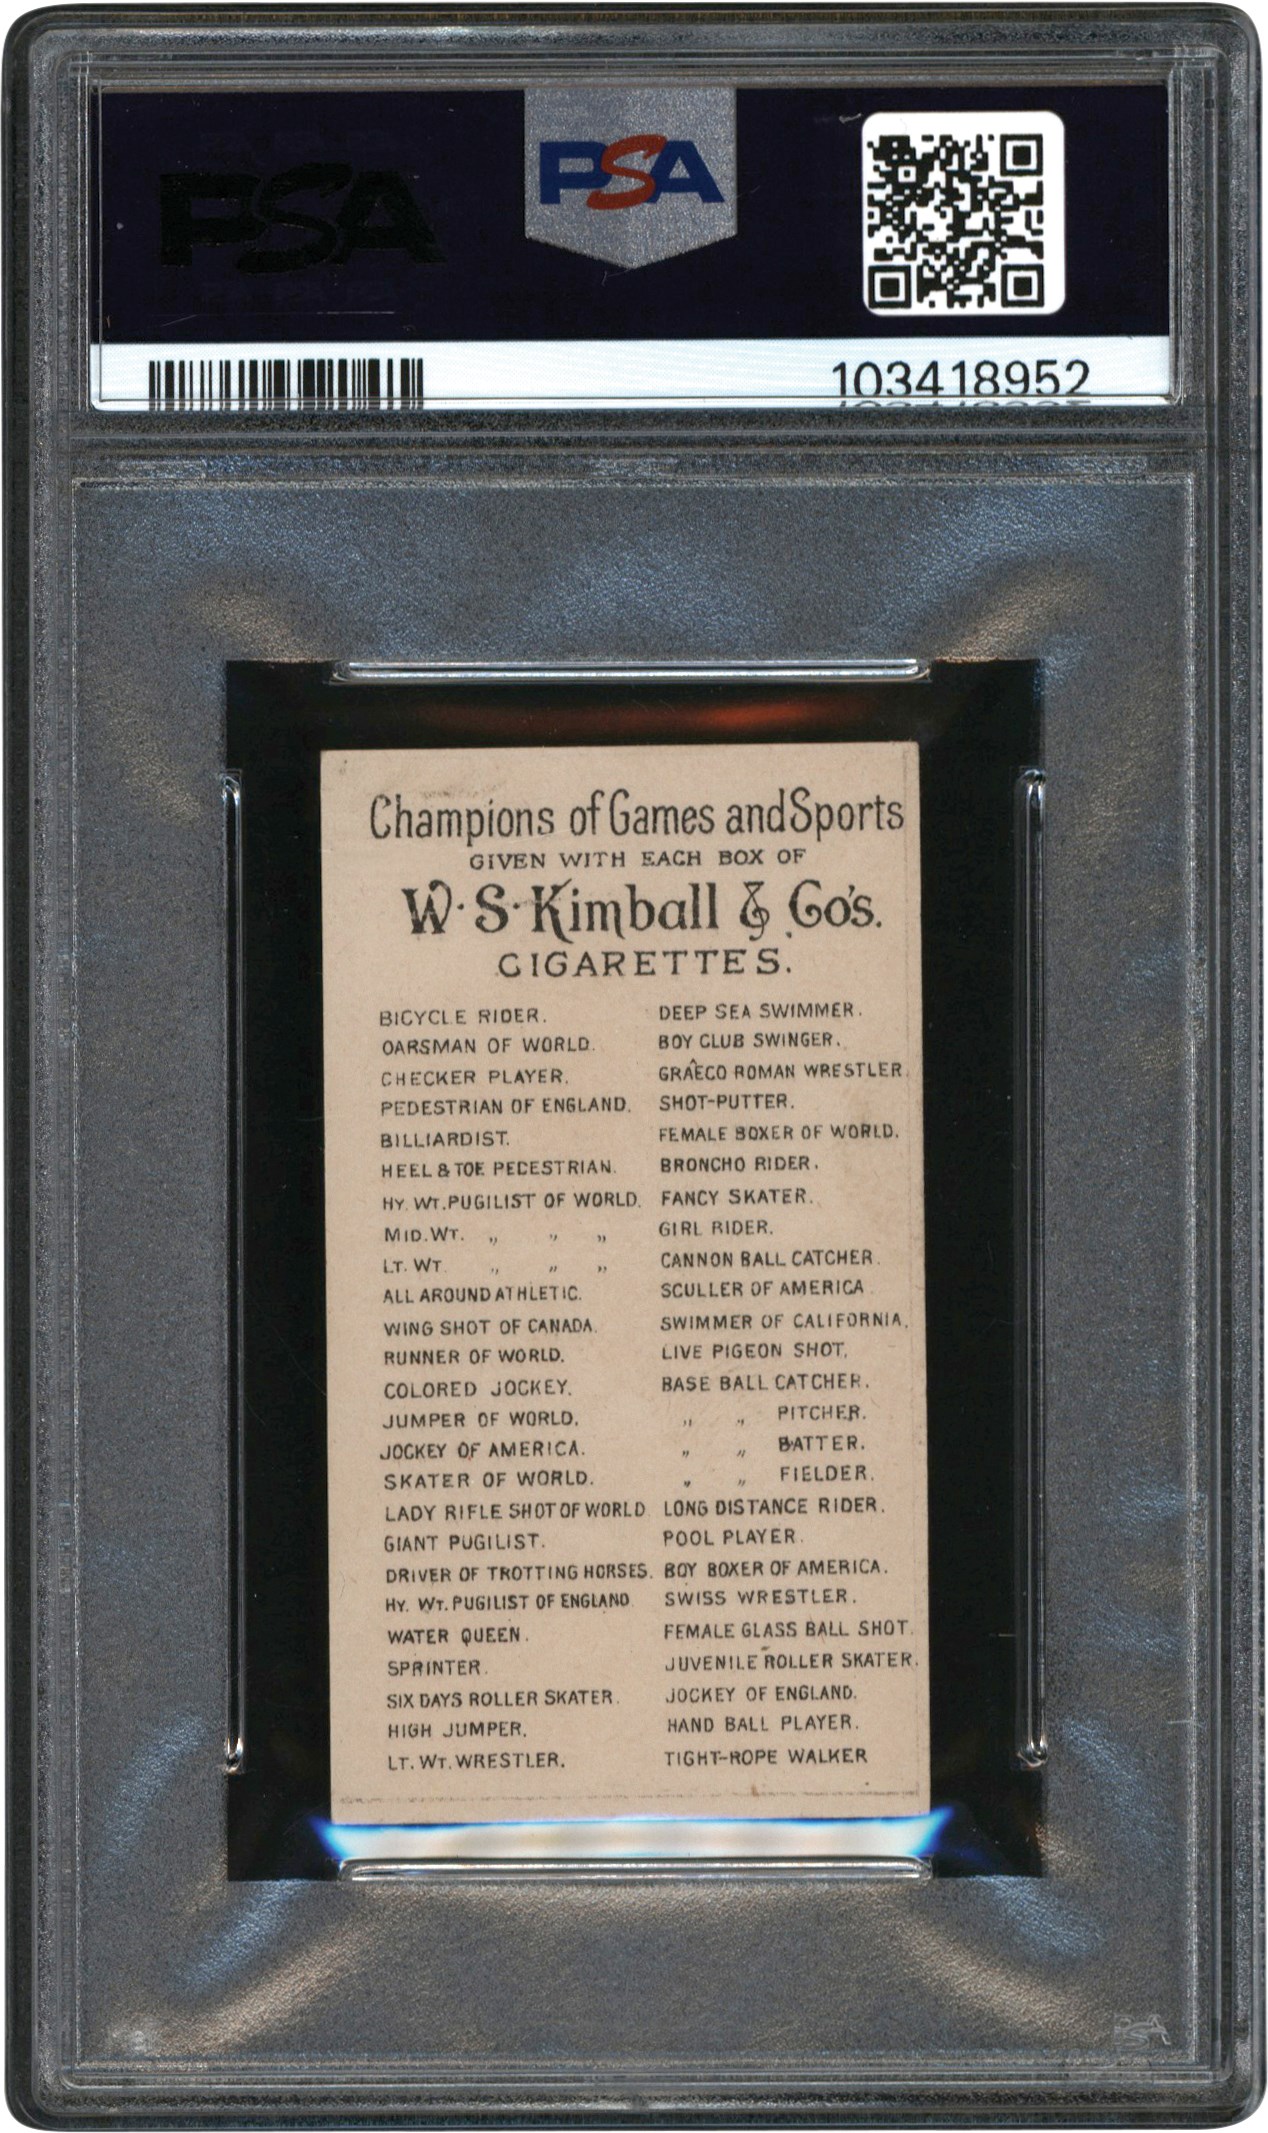 PSA
PSA
103418952
Champions of Games and Sports
GIVEN WITH EACH BOX OF
W. S. Kimball & Co's.
CIGARETTES.
BICYCLE RIDER.
OARSMAN OF WORLD.
CHECKER PLAYER.
PEDESTRIAN OF ENGLAND.
BILLIARDIST.
HEEL & TOE PEDESTRIAN.
HY. WT. PUGILIST OF WORLD.
MID. WT. „ „ „
LT. WT. „ „ „
ALL AROUND ATHLETIC.
WING SHOT OF CANADA.
RUNNER OF WORLD.
COLORED JOCKEY.
JUMPER OF WORLD.
JOCKEY OF AMERICA.
SKATER OF WORLD.
LADY RIFLE SHOT OF WORLD
GIANT PUGILIST.
DRIVER OF TROTTING HORSES.
HY. WT. PUGILIST OF ENGLAND
WATER QUEEN.
SPRINTER.
SIX DAYS ROLLER SKATER.
HIGH JUMPER.
LT. WT. WRESTLER.
DEEP SEA SWIMMER.
BOY CLUB SWINGER.
GRAECO ROMAN WRESTLER.
SHOT-PUTTER.
FEMALE BOXER OF WORLD.
BRONCHO RIDER.
FANCY SKATER.
GIRL RIDER.
CANNON BALL CATCHER.
SCULLER OF AMERICA
SWIMMER OF CALIFORNIA.
LIVE PIGEON SHOT.
BASE BALL CATCHER.
„ „ PITCHER.
„ „ BATTER.
„ „ FIELDER.
LONG DISTANCE RIDER.
POOL PLAYER.
BOY BOXER OF AMERICA.
SWISS WRESTLER.
FEMALE GLASS BALL SHOT.
JUVENILE ROLLER SKATER.
JOCKEY OF ENGLAND.
HAND BALL PLAYER.
TIGHT-ROPE WALKER
PSA